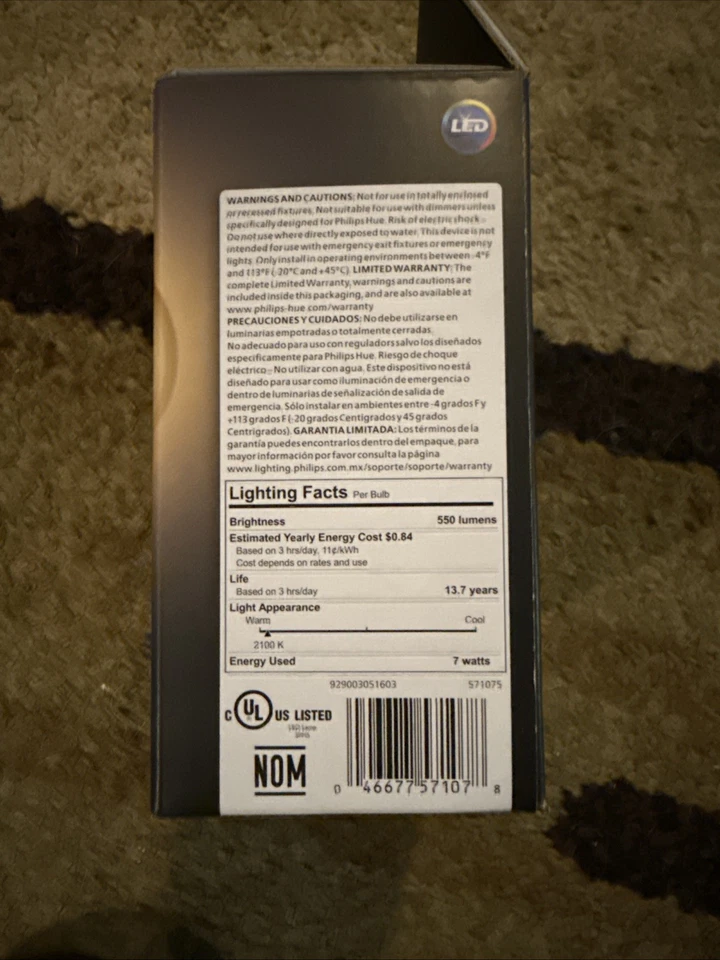 LED
WARNINGS AND CAUTIONS: Not for use in totally enclosed
or recessed fixtures. Not suitable for use with dimmers unless
specifically designed for Philips Hue. Risk of electric shock -
Do not use where directly exposed to water. This device is not
intended for use with emergency exit fixtures or emergency
lights. Only install in operating environments between -4°F
and 113°F (-20°C and +45°C). LIMITED WARRANTY: The
complete Limited Warranty, warnings and cautions are
included inside this packaging, and are also available at
www.philips-hue.com/warranty
PRECAUCIONES Y CUIDADOS: No debe utilizarse en
luminarias empotradas o totalmente cerradas.
No adecuado para uso con reguladors salvo los diseñados
especificamente para Philips Hue. Riesgo de choque
eléctrico - No utilizar con agua. Este dispositivo no está
diseñado para usar como iluminación de emergencia o
dentro de luminarias de señalización de salida de
emergencia. Sólo instalar en ambientes entre -4 grados F y
+113 grados F (-20 grados Centigrados y 45 grados
Centrigrados). GARANTIA LIMITADA: Los términos de la
garantía puedes encontrarlos dentro del empaque, para
mayor información por favor consulta la página
www.lighting.philips.com.mx/soporte/soporte/warranty
Lighting Facts Per Bulb
Brightness 550 lumens
Estimated Yearly Energy Cost $0.84
Based on 3 hrs/day, 11¢/kWh
Cost depends on rates and use
Life
Based on 3 hrs/day 13.7 years
Light Appearance
Warm Cool
2100 K
Energy Used 7 watts
929003051603 571075
C UL US LISTED
NOM
0 46677 57107 8